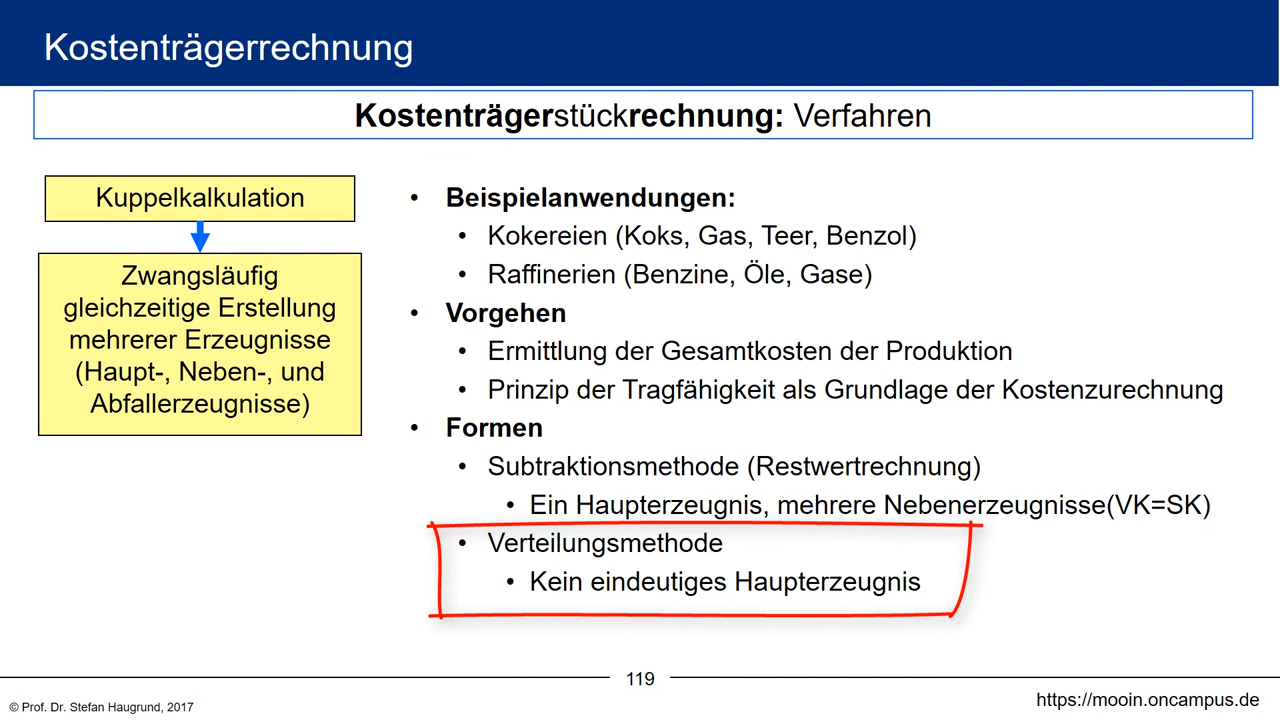 Kostenträgerrechnung
Kostenträgerstückrechnung: Verfahren
Kuppelkalkulation
Zwangsläufig
gleichzeitige Erstellung
mehrerer Erzeugnisse
(Haupt-, Neben-, und
Abfallerzeugnisse)
• Beispielanwendungen:
• Kokereien (Koks, Gas, Teer, Benzol)
• Raffinerien (Benzine, Öle, Gase)
• Vorgehen
• Ermittlung der Gesamtkosten der Produktion
• Prinzip der Tragfähigkeit als Grundlage der Kostenzurechnung
• Formen
• Subtraktionsmethode (Restwertrechnung)
• Ein Haupterzeugnis, mehrere Nebenerzeugnisse(VK=SK)
• Verteilungsmethode
• Kein eindeutiges Haupterzeugnis
119
© Prof. Dr. Stefan Haugrund, 2017
https://mooin.oncampus.de